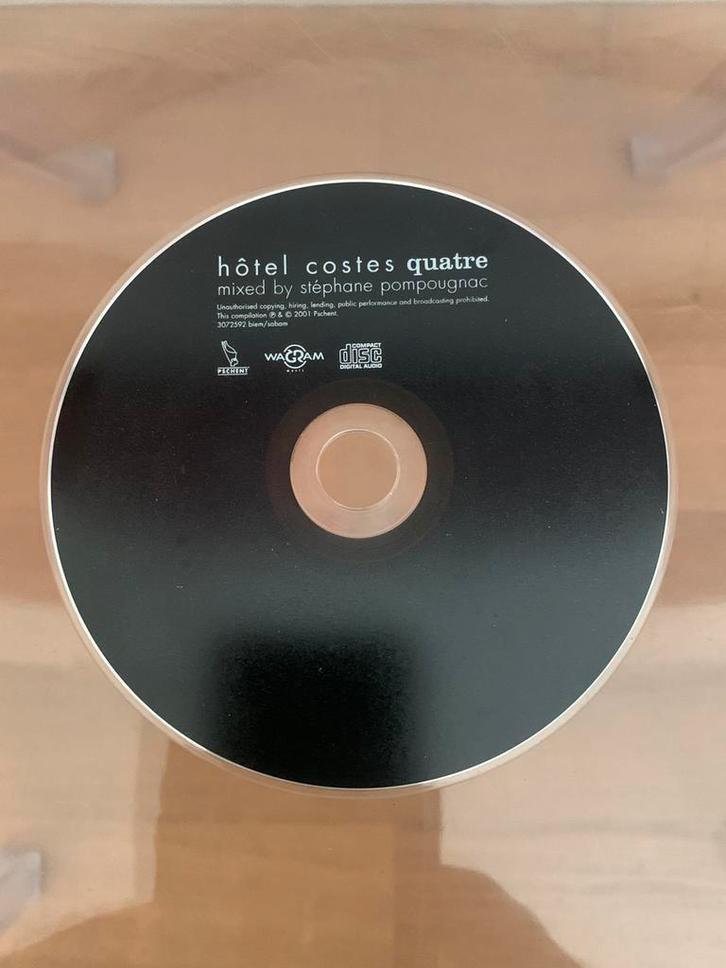 hôtel costes quatre
mixed by stéphane pompougnac
Unauthorised copying, hiring, lending, public performance and broadcasting prohibited.
This compilation ℗ & © 2001 Pschent.
3072592 biem/sabam
PSCHENT
WAGRAM
music
COMPACT
disc
DIGITAL AUDIO